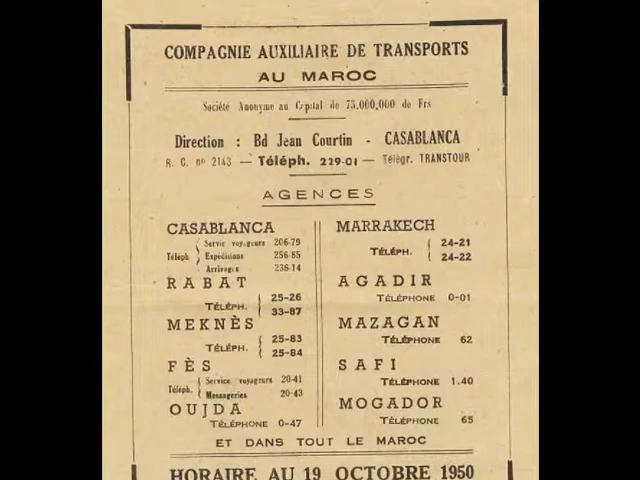 COMPAGNIE AUXILIAIRE DE TRANSPORTS
AU MAROC
Société Anonyme au Capital de 75,000,000 de Frs
Direction : Bd Jean Courtin - CASABLANCA
R. C. nº 2143 — Téléph. 229-01 — Télégr. TRANSTOUR
AGENCES
CASABLANCA
Téléph
Servic voyageurs 206-79
Expéditions 256-85
Arrivages 236-14
RABAT
TÉLÉPH. 25-26
33-87
MEKNÈS
TÉLÉPH. 25-83
25-84
FÈS
Téléph.
Service voyageurs 20-41
Messageries 20-43
OUJDA
TÉLÉPHONE 0-47
MARRAKECH
TÉLÉPH. 24-21
24-22
AGADIR
TÉLÉPHONE 0-01
MAZAGAN
TÉLÉPHONE 62
SAFI
TÉLÉPHONE 1.40
MOGADOR
TÉLÉPHONE 65
ET DANS TOUT LE MAROC
HORAIRE AU 19 OCTOBRE 1950